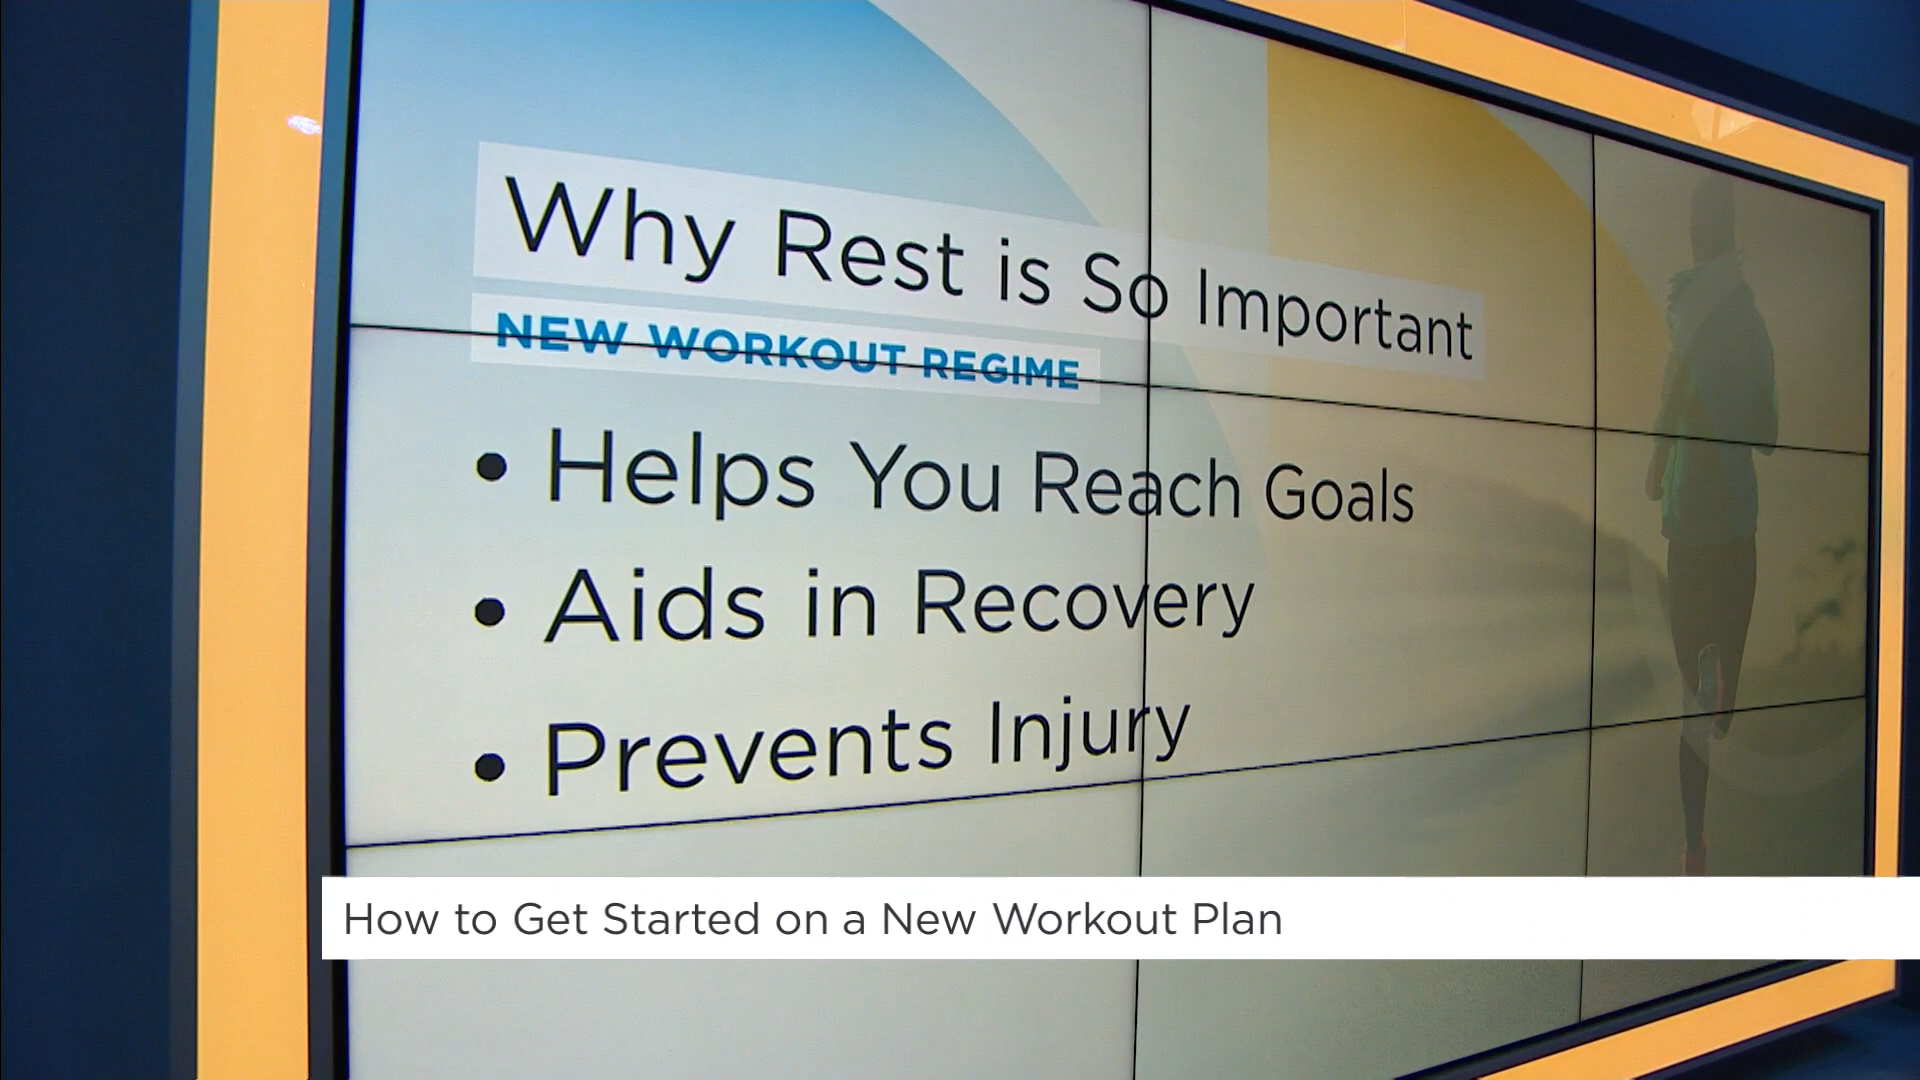 Why Rest is So Important
NEW WORKOUT REGIME
• Helps You Reach Goals
• Aids in Recovery
• Prevents Injury
How to Get Started on a New Workout Plan